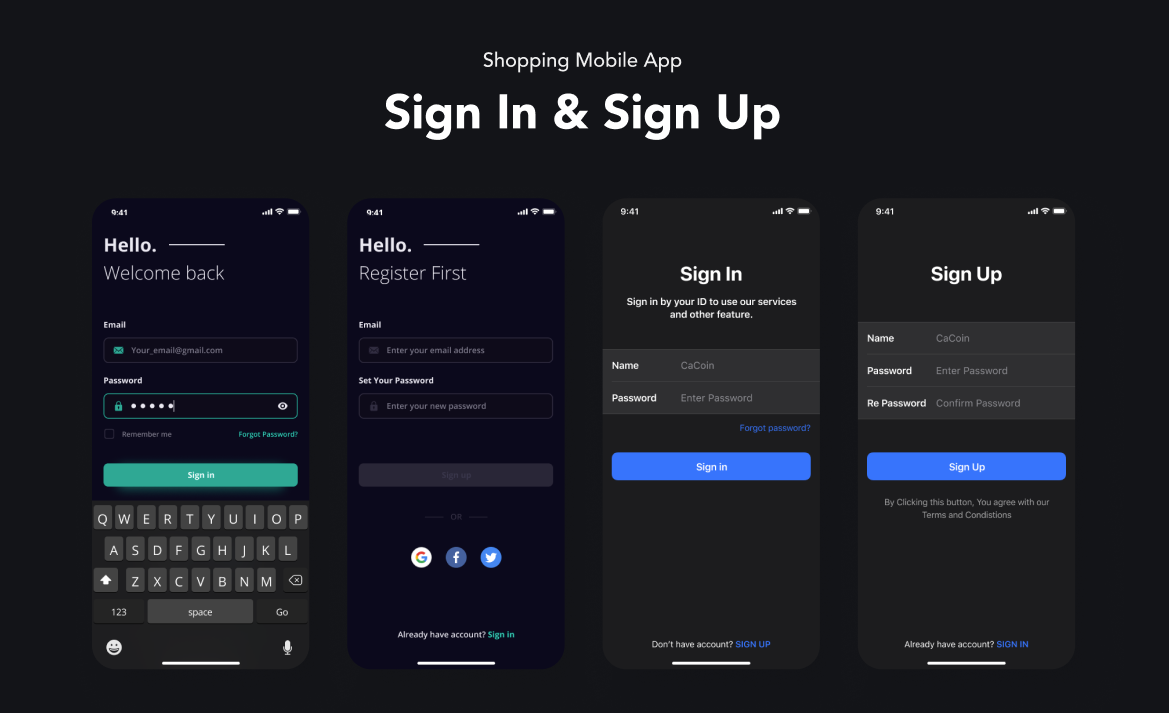 Shopping Mobile App
Sign In & Sign Up
9:41
Hello.
Welcome back
Email
Your_email@gmail.com
Password
Remember me
Forgot Password?
Sign in
Q W E R T Y U I O P
A S D F G H J K L
Z X C V B N M
123 space Go
9:41
Hello.
Register First
Email
Enter your email address
Set Your Password
Enter your new password
Sign up
OR
G f
Already have account? Sign in
9:41
Sign In
Sign in by your ID to use our services
and other feature.
Name CaCoin
Password Enter Password
Forgot password?
Sign in
Don't have account? SIGN UP
9:41
Sign Up
Name CaCoin
Password Enter Password
Re Password Confirm Password
Sign Up
By Clicking this button, You agree with our
Terms and Condistions
Already have account? SIGN IN